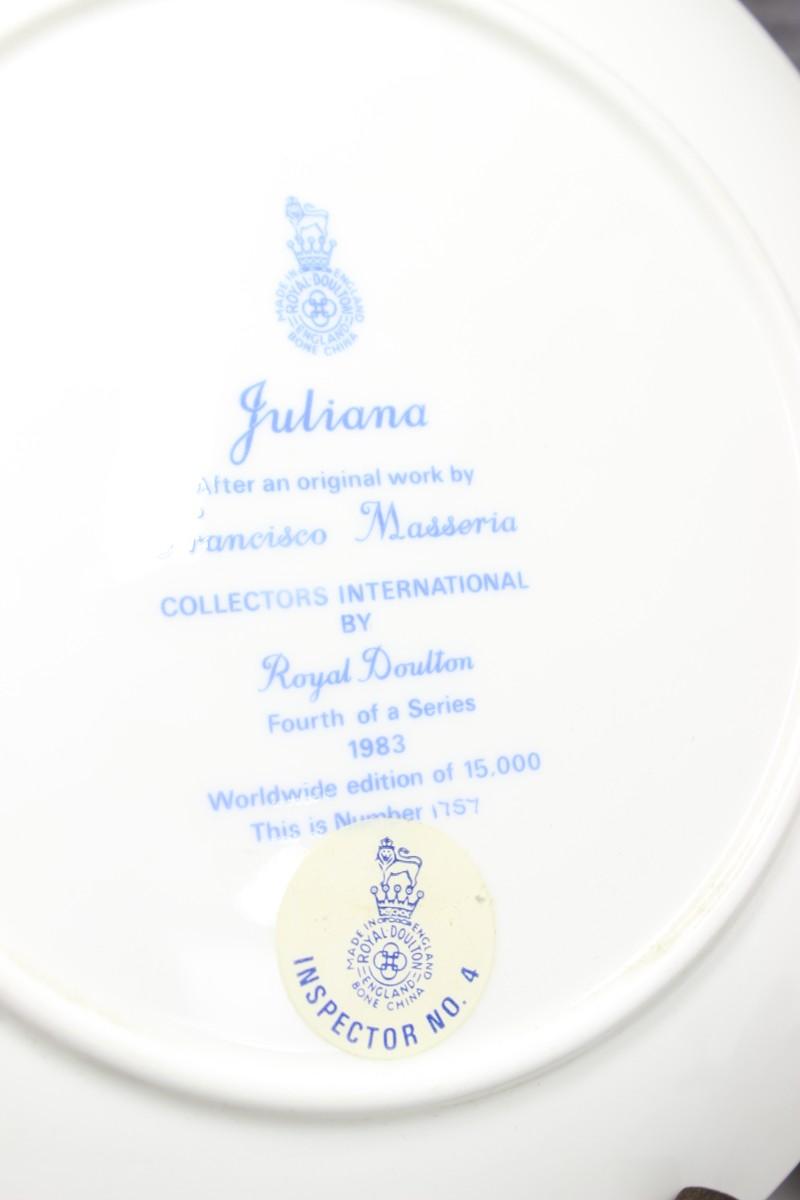 MADE IN ENGLAND
ROYAL DOULTON
ENGLAND
BONE CHINA
Juliana
After an original work by
Francisco Masseria
COLLECTORS INTERNATIONAL
BY
Royal Doulton
Fourth of a Series
1983
Worldwide edition of 15,000
This is Number 1757
MADE IN ENGLAND
ROYAL DOULTON
ENGLAND
BONE CHINA
INSPECTOR NO. 4